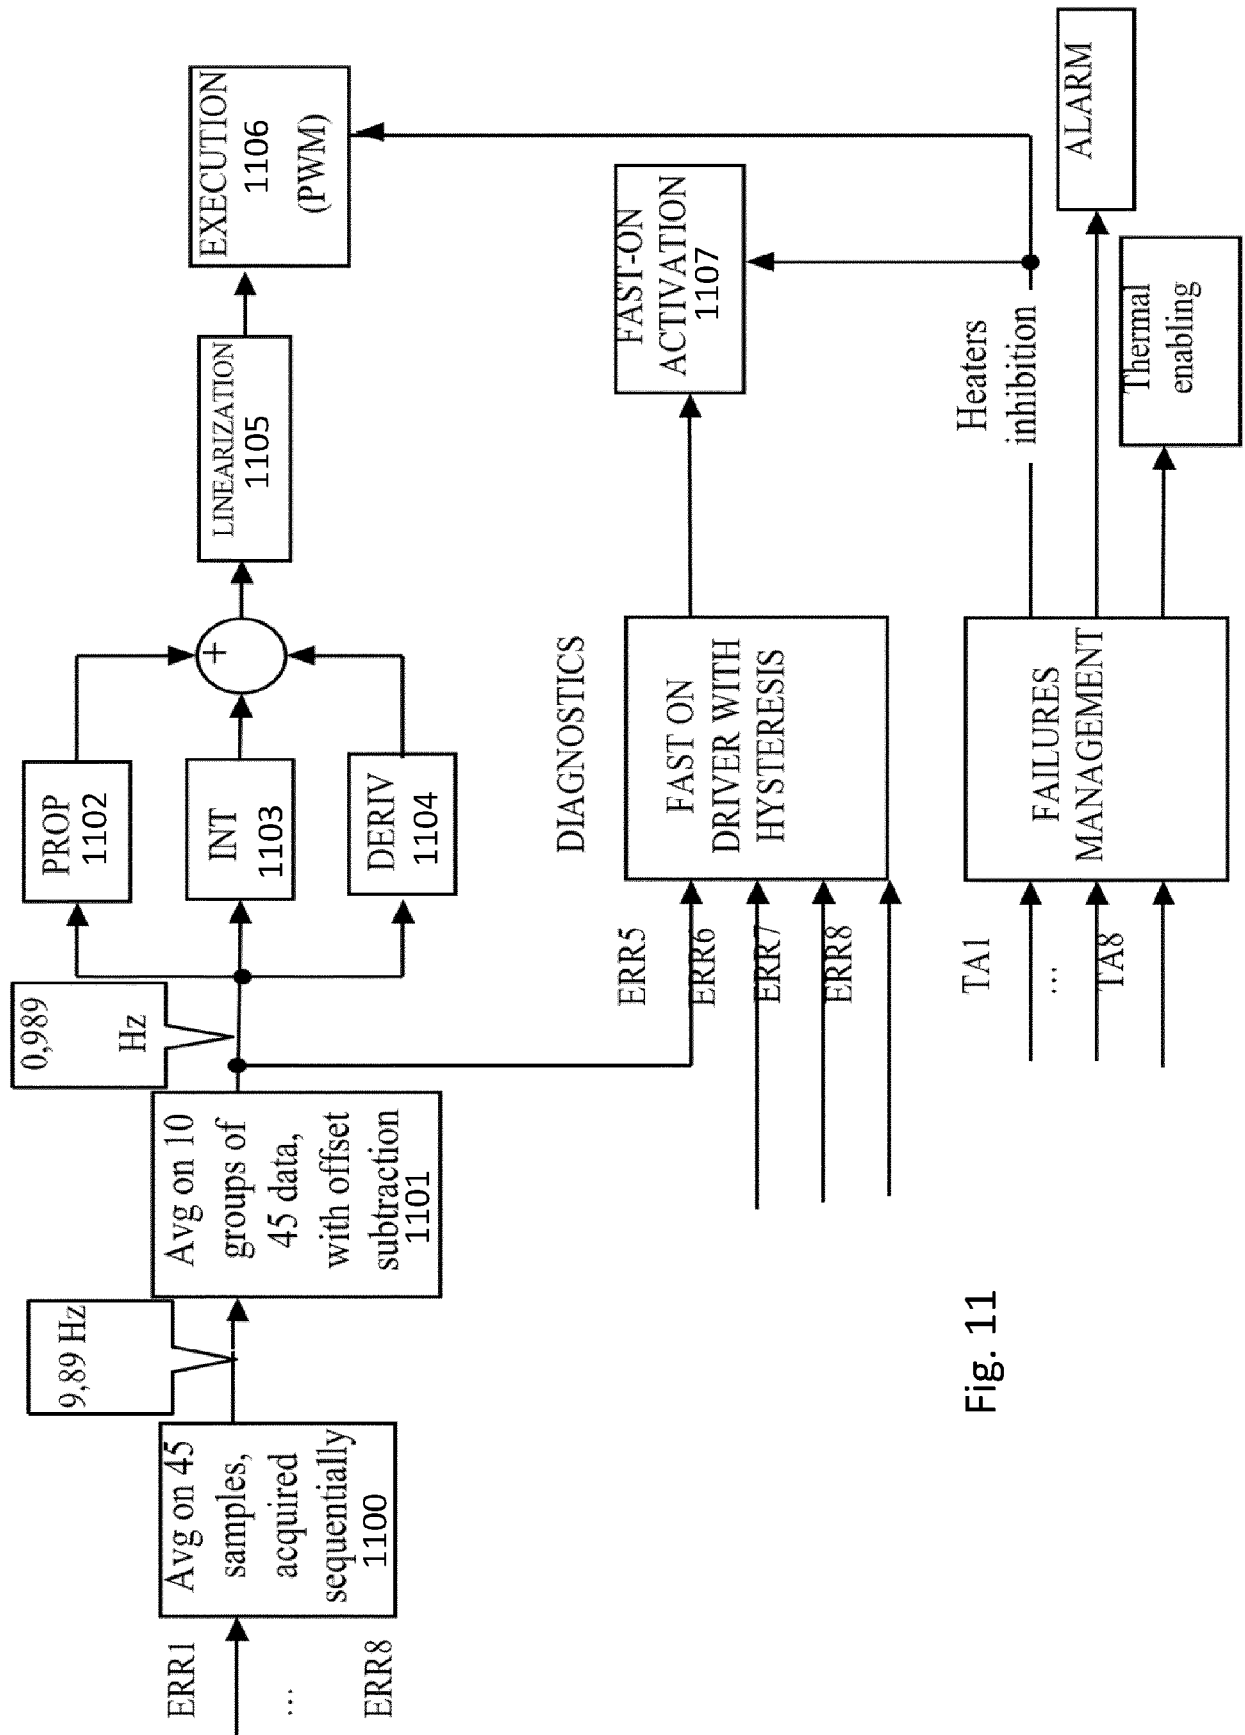 ERR1
...
ERR8
Avg on 45
samples,
acquired
sequentially
1100
9,89 Hz
Avg on 10
groups of
45 data,
with offset
subtraction
1101
0,989
Hz
PROP
1102
INT
1103
DERIV
1104
+
LINEARIZATION
1105
EXECUTION
1106
(PWM)
DIAGNOSTICS
ERR5
ERR6
ERR7
ERR8
FAST ON
DRIVER WITH
HYSTERESIS
FAST-ON
ACTIVATION
1107
TA1
...
TA8
FAILURES
MANAGEMENT
Heaters
inhibition
ALARM
Thermal
enabling
Fig. 11